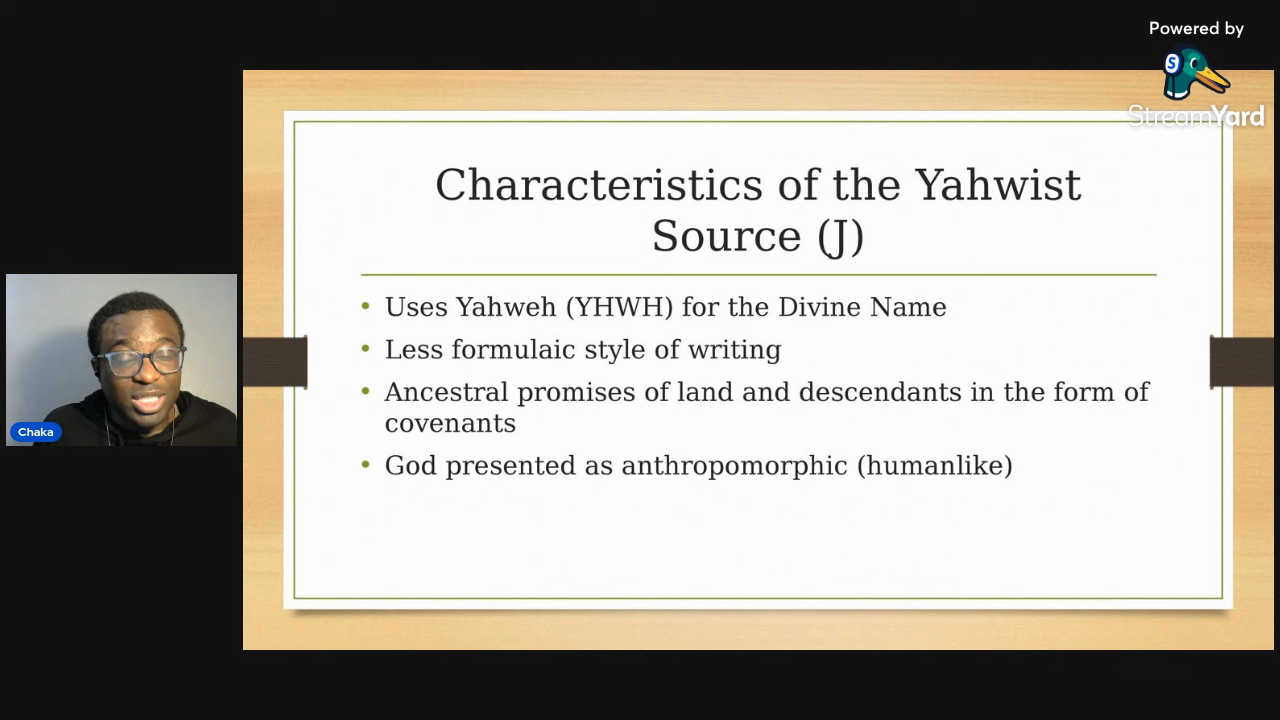 Powered by
S
StreamYard
Characteristics of the Yahwist
Source (J)
• Uses Yahweh (YHWH) for the Divine Name
• Less formulaic style of writing
• Ancestral promises of land and descendants in the form of
covenants
• God presented as anthropomorphic (humanlike)
Chaka